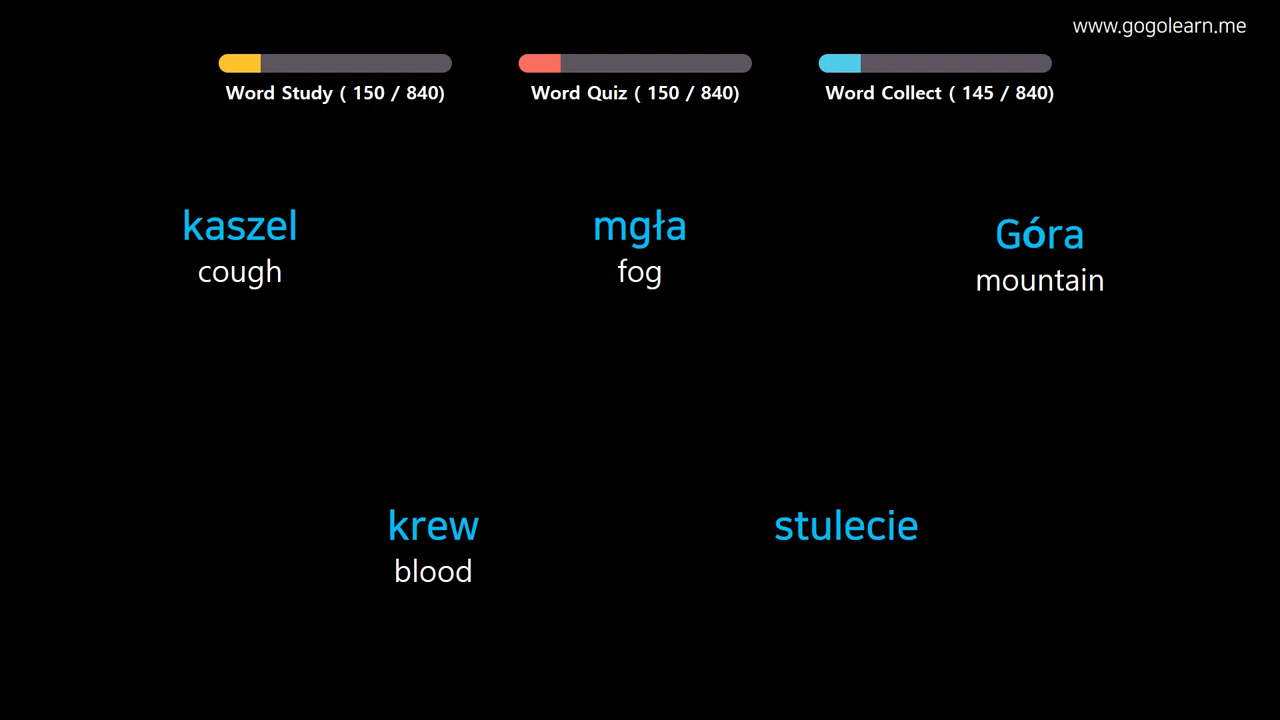 www.gogolearn.me
Word Study ( 150 / 840)
Word Quiz ( 150 / 840)
Word Collect ( 145 / 840)
kaszel
cough
mgła
fog
Góra
mountain
krew
blood
stulecie